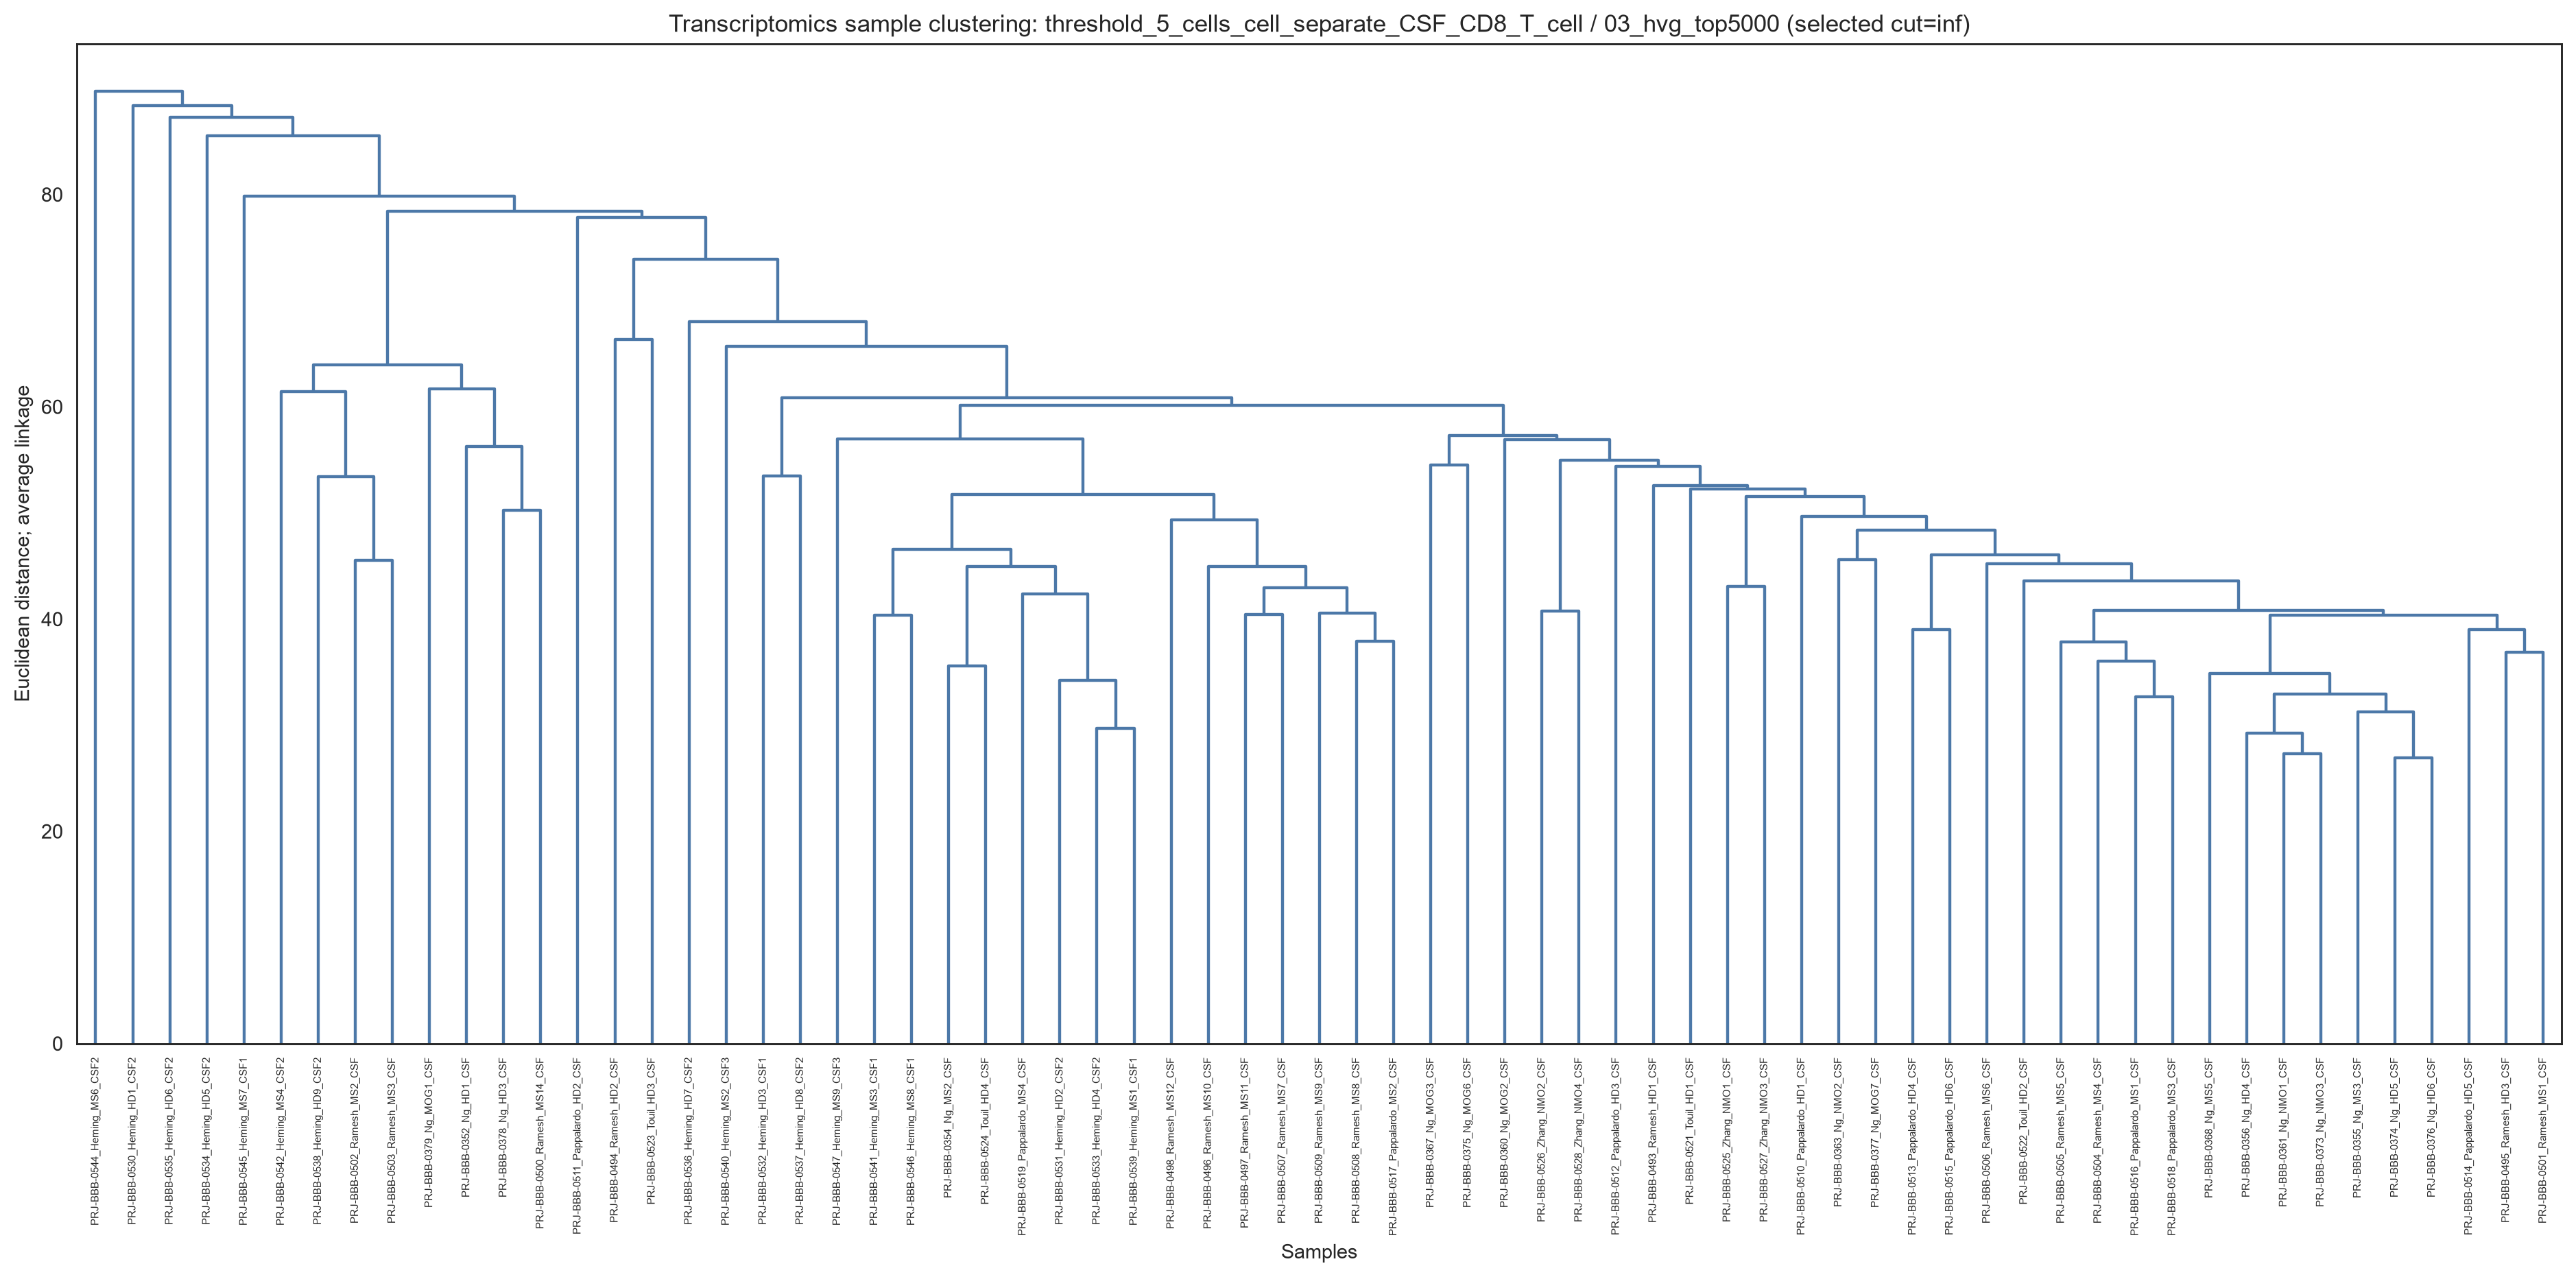 Transcriptomics sample clustering: threshold_5_cells_cell_separate_CSF_CD8_T_cell / 03_hvg_top5000 (selected cut=inf)
Euclidean distance; average linkage
80
60
40
20
0
PRJ-BBB-0544_Heming_MS6_CSF2
PRJ-BBB-0530_Heming_HD1_CSF2
PRJ-BBB-0535_Heming_HD6_CSF2
PRJ-BBB-0534_Heming_HD5_CSF2
PRJ-BBB-0545_Heming_MS7_CSF1
PRJ-BBB-0542_Heming_MS4_CSF2
PRJ-BBB-0538_Heming_HD9_CSF2
PRJ-BBB-0502_Ramesh_MS2_CSF
PRJ-BBB-0503_Ramesh_MS3_CSF
PRJ-BBB-0379_Ng_MOG1_CSF
PRJ-BBB-0352_Ng_HD1_CSF
PRJ-BBB-0378_Ng_HD3_CSF
PRJ-BBB-0500_Ramesh_MS14_CSF
PRJ-BBB-0511_Pappalardo_HD2_CSF
PRJ-BBB-0494_Ramesh_HD2_CSF
PRJ-BBB-0523_Touil_HD3_CSF
PRJ-BBB-0536_Heming_HD7_CSF2
PRJ-BBB-0540_Heming_MS2_CSF3
PRJ-BBB-0532_Heming_HD3_CSF1
PRJ-BBB-0537_Heming_HD8_CSF2
PRJ-BBB-0547_Heming_MS9_CSF3
PRJ-BBB-0541_Heming_MS3_CSF1
PRJ-BBB-0546_Heming_MS8_CSF1
PRJ-BBB-0354_Ng_MS2_CSF
PRJ-BBB-0524_Touil_HD4_CSF
PRJ-BBB-0519_Pappalardo_MS4_CSF
PRJ-BBB-0531_Heming_HD2_CSF2
PRJ-BBB-0533_Heming_HD4_CSF2
PRJ-BBB-0539_Heming_MS1_CSF1
PRJ-BBB-0498_Ramesh_MS12_CSF
PRJ-BBB-0496_Ramesh_MS10_CSF
PRJ-BBB-0497_Ramesh_MS11_CSF
PRJ-BBB-0507_Ramesh_MS7_CSF
PRJ-BBB-0509_Ramesh_MS9_CSF
PRJ-BBB-0508_Ramesh_MS8_CSF
PRJ-BBB-0517_Pappalardo_MS2_CSF
PRJ-BBB-0367_Ng_MOG3_CSF
PRJ-BBB-0375_Ng_MOG6_CSF
PRJ-BBB-0360_Ng_MOG2_CSF
PRJ-BBB-0526_Zhang_NMO2_CSF
PRJ-BBB-0528_Zhang_NMO4_CSF
PRJ-BBB-0512_Pappalardo_HD3_CSF
PRJ-BBB-0493_Ramesh_HD1_CSF
PRJ-BBB-0521_Touil_HD1_CSF
PRJ-BBB-0525_Zhang_NMO1_CSF
PRJ-BBB-0527_Zhang_NMO3_CSF
PRJ-BBB-0510_Pappalardo_HD1_CSF
PRJ-BBB-0363_Ng_NMO2_CSF
PRJ-BBB-0377_Ng_MOG7_CSF
PRJ-BBB-0513_Pappalardo_HD4_CSF
PRJ-BBB-0515_Pappalardo_HD6_CSF
PRJ-BBB-0506_Ramesh_MS6_CSF
PRJ-BBB-0522_Touil_HD2_CSF
PRJ-BBB-0505_Ramesh_MS5_CSF
PRJ-BBB-0504_Ramesh_MS4_CSF
PRJ-BBB-0516_Pappalardo_MS1_CSF
PRJ-BBB-0518_Pappalardo_MS3_CSF
PRJ-BBB-0368_Ng_MS5_CSF
PRJ-BBB-0356_Ng_HD4_CSF
PRJ-BBB-0361_Ng_NMO1_CSF
PRJ-BBB-0373_Ng_NMO3_CSF
PRJ-BBB-0355_Ng_MS3_CSF
PRJ-BBB-0374_Ng_HD5_CSF
PRJ-BBB-0376_Ng_HD6_CSF
PRJ-BBB-0514_Pappalardo_HD5_CSF
PRJ-BBB-0495_Ramesh_HD3_CSF
PRJ-BBB-0501_Ramesh_MS1_CSF
Samples